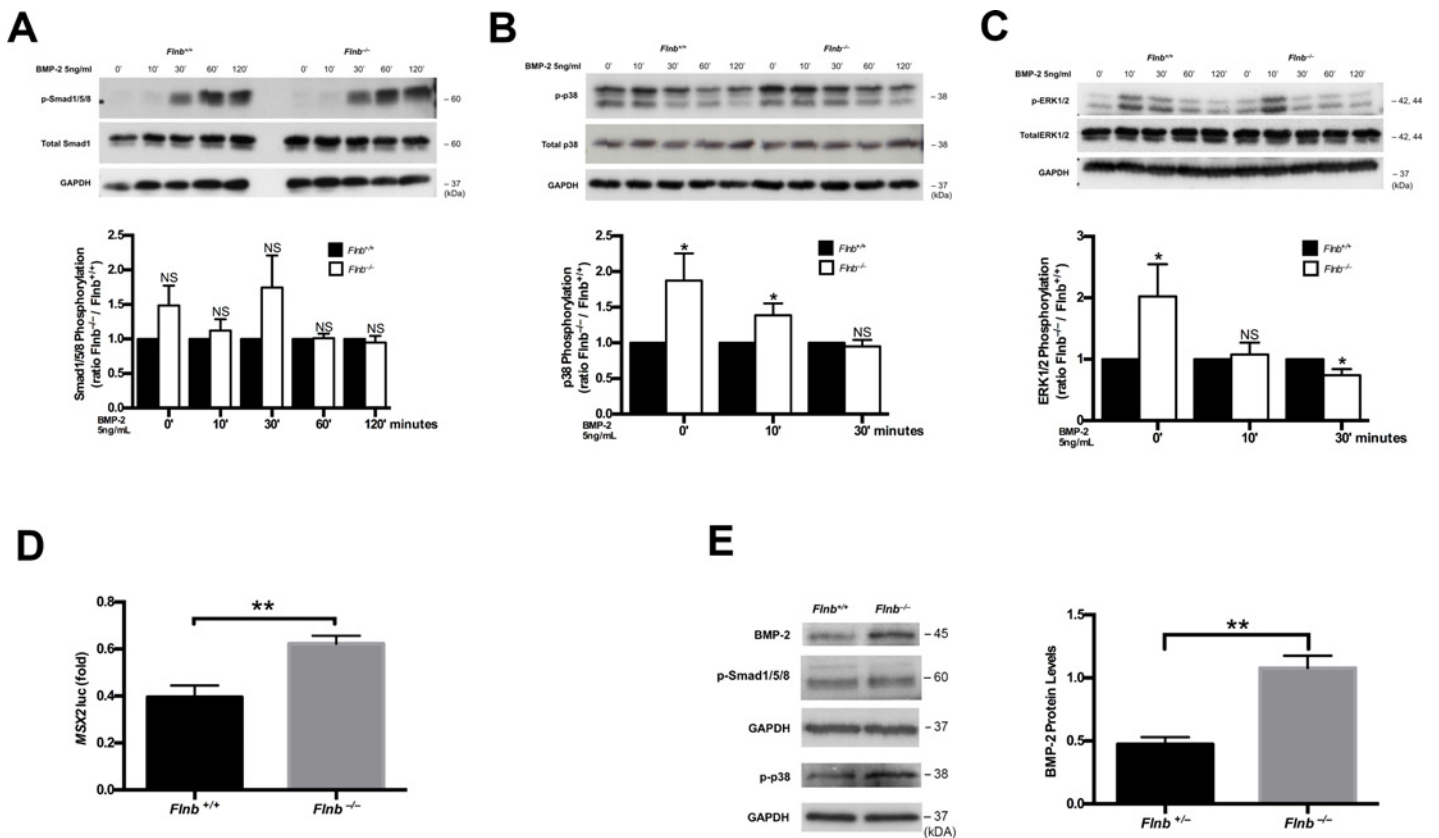 A
Flnb+/+ Flnb–/–
BMP-2 5ng/ml 0' 10' 30' 60' 120' 0' 10' 30' 60' 120'
p-Smad1/5/8 – 60
Total Smad1 – 60
GAPDH – 37
(kDa)
Smad1/5/8 Phosphorylation
(ratio Flnb–/– / Flnb+/+)
2.5
2.0
1.5
1.0
0.5
0.0
NS NS NS NS NS
Flnb+/+
Flnb–/–
BMP-2
5ng/mL
0' 10' 30' 60' 120' minutes
B
Flnb+/+ Flnb–/–
BMP-2 5ng/ml 0' 10' 30' 60' 120' 0' 10' 30' 60' 120'
p-p38 – 38
Total p38 – 38
GAPDH – 37
(kDa)
p38 Phosphorylation
(ratio Flnb–/– / Flnb+/+)
2.5
2.0
1.5
1.0
0.5
0.0
* * NS
Flnb+/+
Flnb–/–
BMP-2
5ng/mL
0' 10' 30' minutes
C
Flnb+/+ Flnb–/–
BMP-2 5ng/ml 0' 10' 30' 60' 120' 0' 10' 30' 60' 120'
p-ERK1/2 – 42, 44
TotalERK1/2 – 42, 44
GAPDH – 37
(kDa)
ERK1/2 Phosphorylation
(ratio Flnb–/– / Flnb+/+)
3
2
1
0
* NS *
Flnb+/+
Flnb–/–
BMP-2
5ng/mL
0' 10' 30' minutes
D
MSX2 luc (fold)
0.8
0.6
0.4
0.2
0.0
**
Flnb +/+ Flnb –/–
E
Flnb+/+ Flnb–/–
BMP-2 – 45
p-Smad1/5/8 – 60
GAPDH – 37
p-p38 – 38
GAPDH – 37
(kDA)
BMP-2 Protein Levels
1.5
1.0
0.5
0.0
**
Flnb +/– Flnb –/–